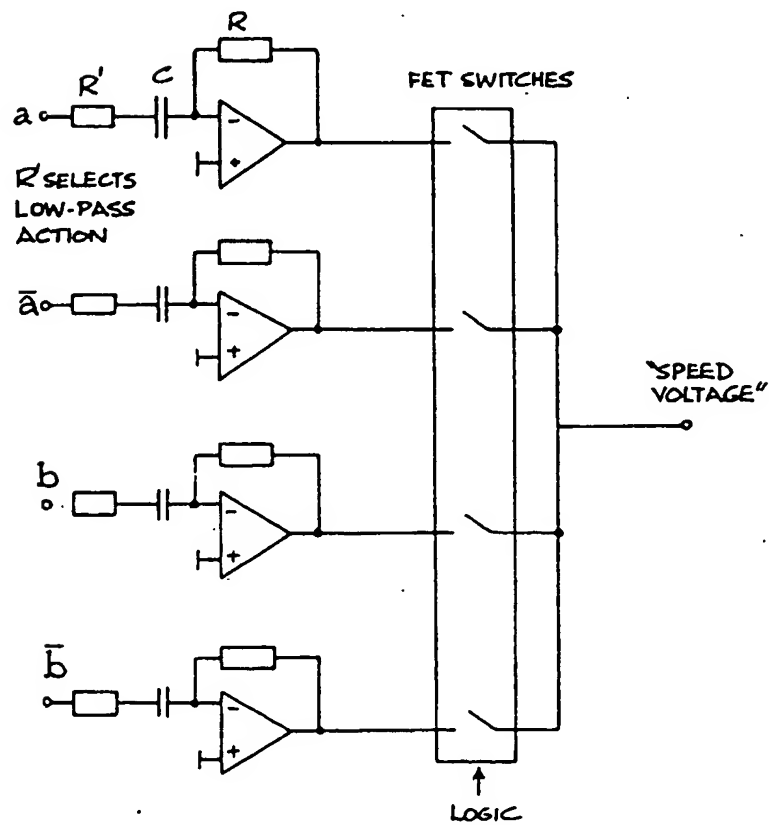 R
FET SWITCHES
R' C
a
-
+
R' SELECTS
LOW-PASS
ACTION
ā
-
+
"SPEED
VOLTAGE"
b
-
+
b̄
-
+
LOGIC